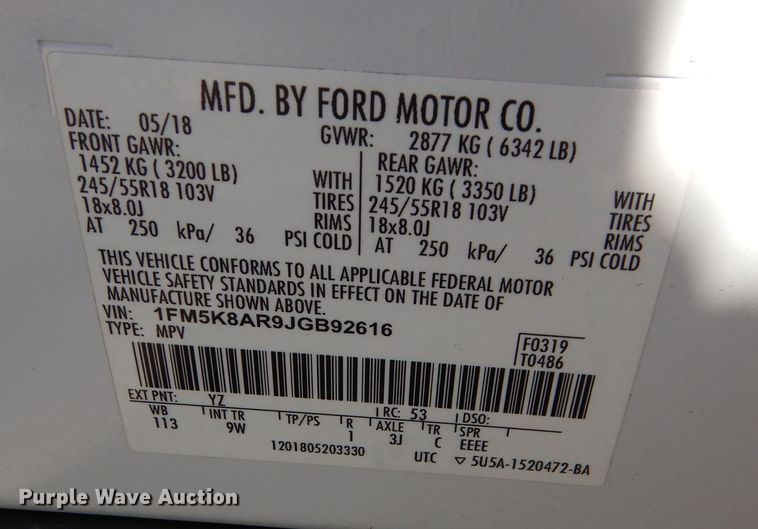 MFD. BY FORD MOTOR CO.
DATE: 05/18 GVWR: 2877 KG ( 6342 LB)
FRONT GAWR: REAR GAWR:
1452 KG ( 3200 LB) WITH 1520 KG ( 3350 LB) WITH
245/55R18 103V TIRES 245/55R18 103V TIRES
18x8.0J RIMS 18x8.0J RIMS
AT 250 kPa/ 36 PSI COLD AT 250 kPa/ 36 PSI COLD
THIS VEHICLE CONFORMS TO ALL APPLICABLE FEDERAL MOTOR
VEHICLE SAFETY STANDARDS IN EFFECT ON THE DATE OF
MANUFACTURE SHOWN ABOVE.
VIN: 1FM5K8AR9JGB92616
TYPE: MPV
F0319
T0486
EXT PNT: YZ RC: 53 DSO:
WB INT TR TP/PS R AXLE TR SPR
113 9W 1 3J C EEEE
1201805203330 UTC ▽ 5U5A-1520472-BA
Purple Wave Auction